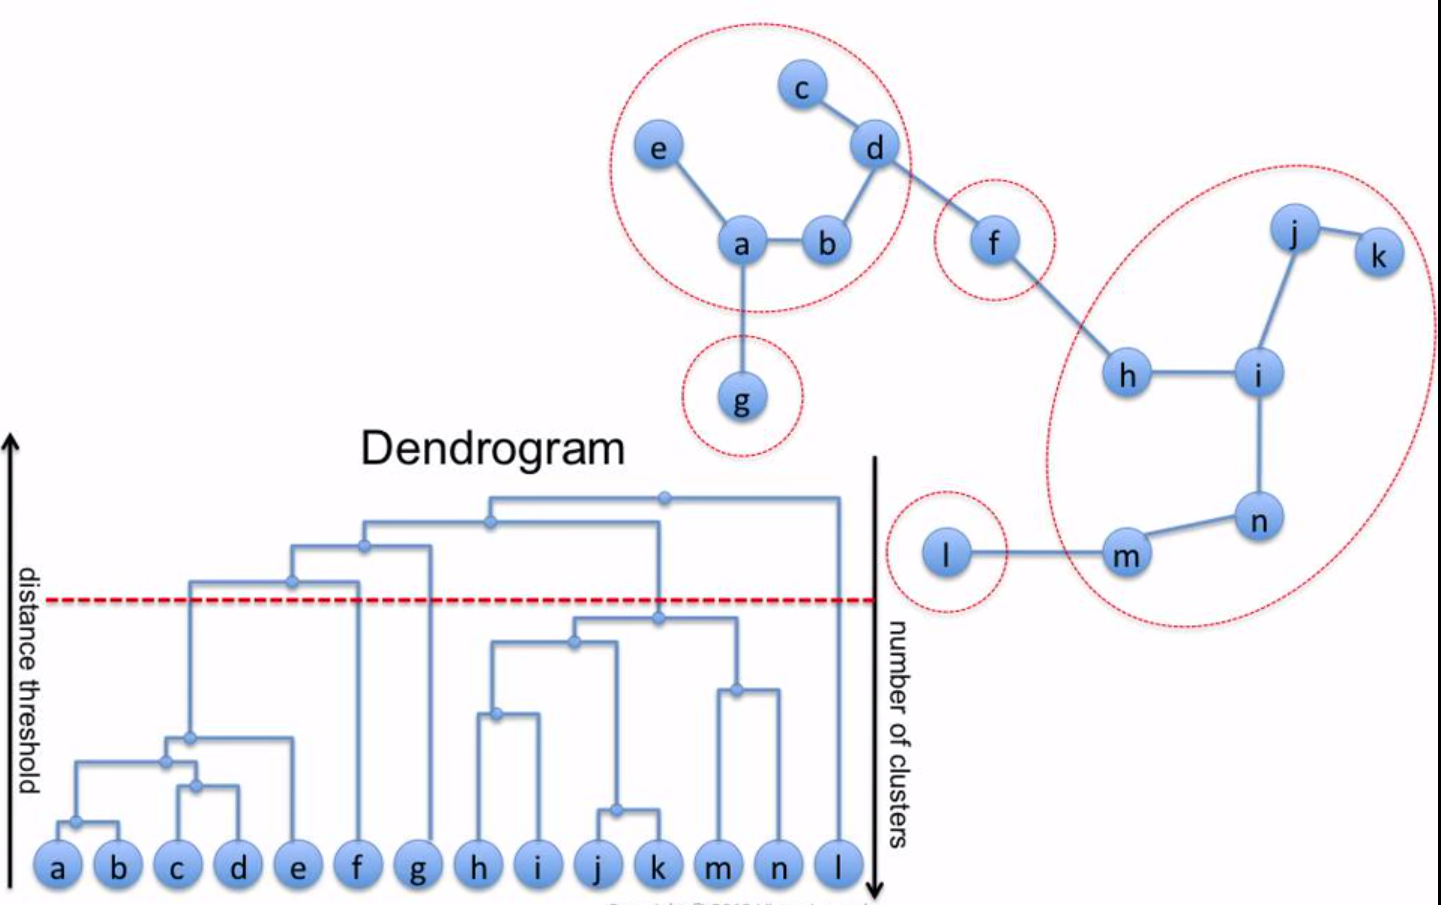 c
e
d
a
b
f
j
k
h
i
g
n
l
m
Dendrogram
distance threshold
number of clusters
a b c d e f g h i j k m n l